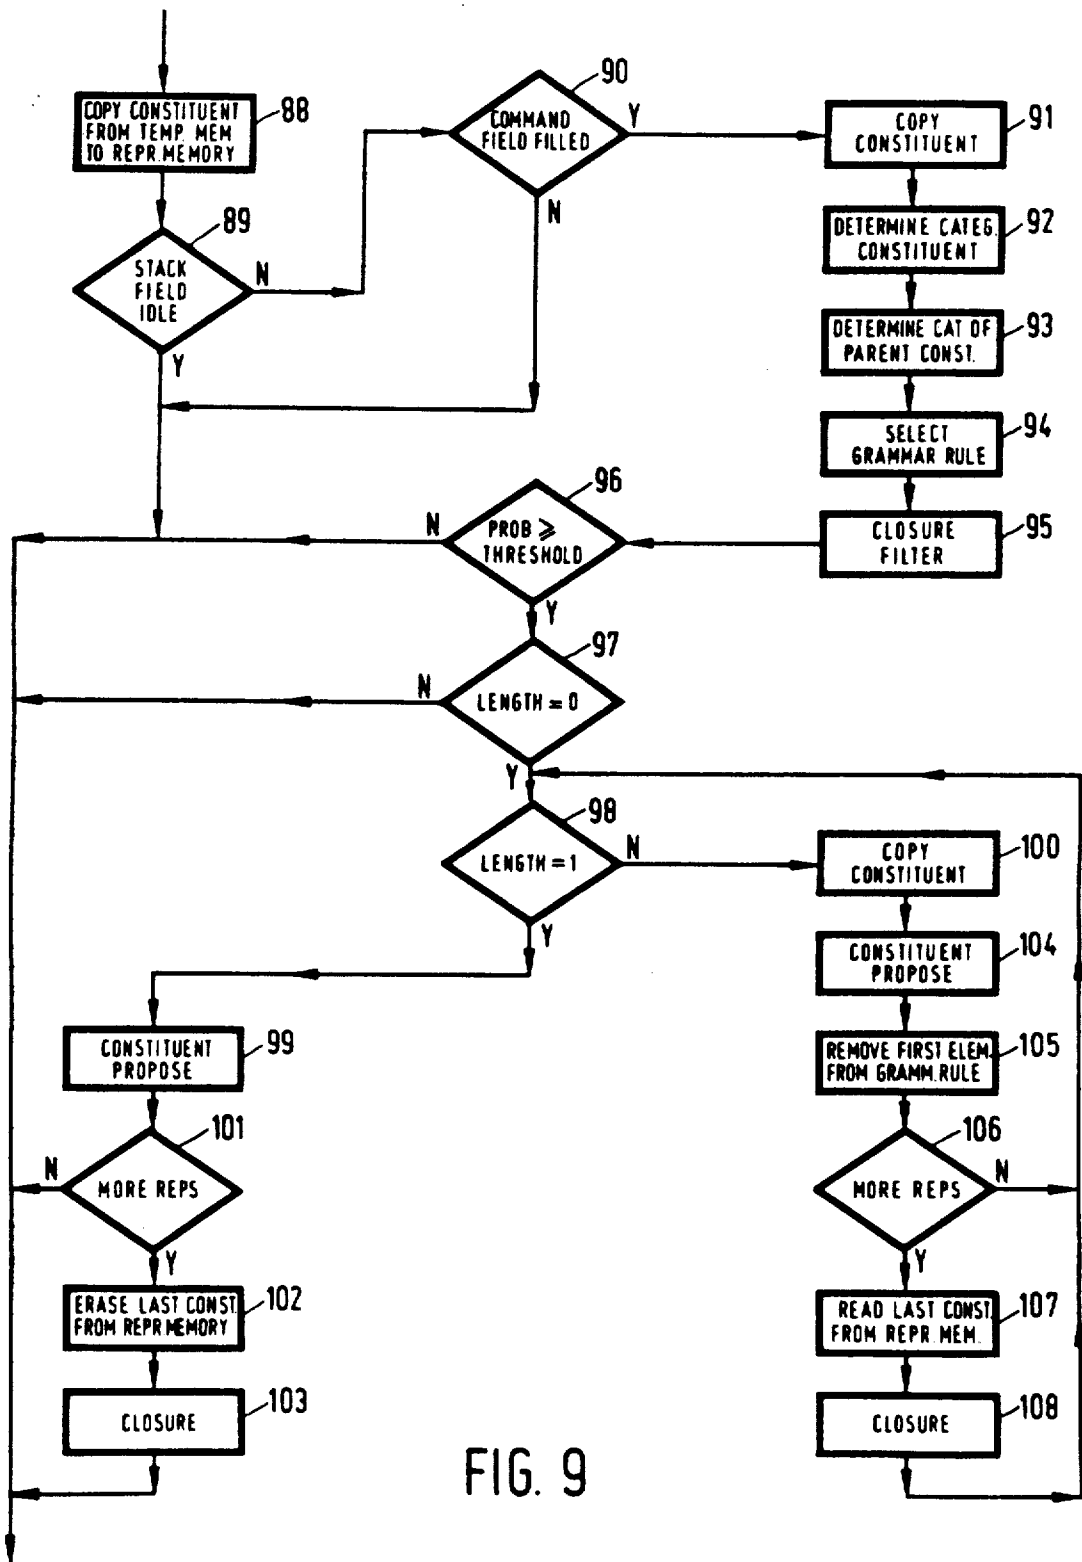 COPY CONSTITUENT
FROM TEMP. MEM
TO REPR. MEMORY
88
STACK
FIELD
IDLE
89
N
Y
COMMAND
FIELD FILLED
90
Y
N
COPY
CONSTITUENT
91
DETERMINE CATEG.
CONSTITUENT
92
DETERMINE CAT OF
PARENT CONST.
93
SELECT
GRAMMAR RULE
94
CLOSURE
FILTER
95
PROB ⩾
THRESHOLD
96
N
Y
LENGTH = 0
97
N
Y
LENGTH = 1
98
N
Y
CONSTITUENT
PROPOSE
99
MORE REPS
101
N
Y
ERASE LAST CONST.
FROM REPR MEMORY
102
CLOSURE
103
COPY
CONSTITUENT
100
CONSTITUENT
PROPOSE
104
REMOVE FIRST ELEM.
FROM GRAMM. RULE
105
MORE REPS
106
N
Y
READ LAST CONST.
FROM REPR. MEM.
107
CLOSURE
108
FIG. 9